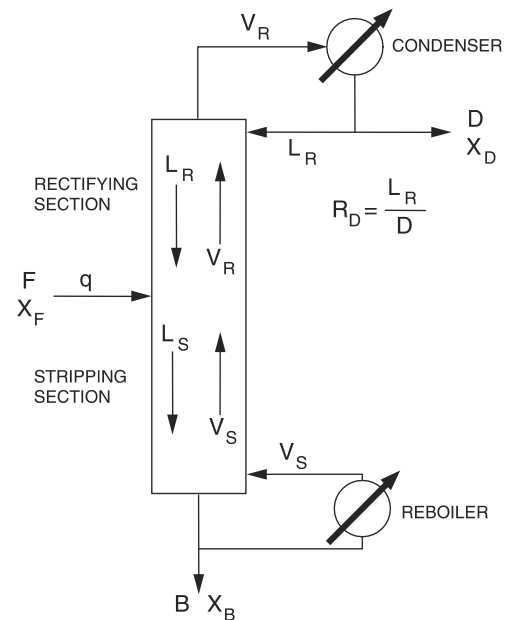 V_R
CONDENSER
D
X_D
L_R
L_R
RECTIFYING
SECTION
R_D = L_R / D
V_R
F
q
X_F
L_S
STRIPPING
SECTION
V_S
V_S
REBOILER
B X_B